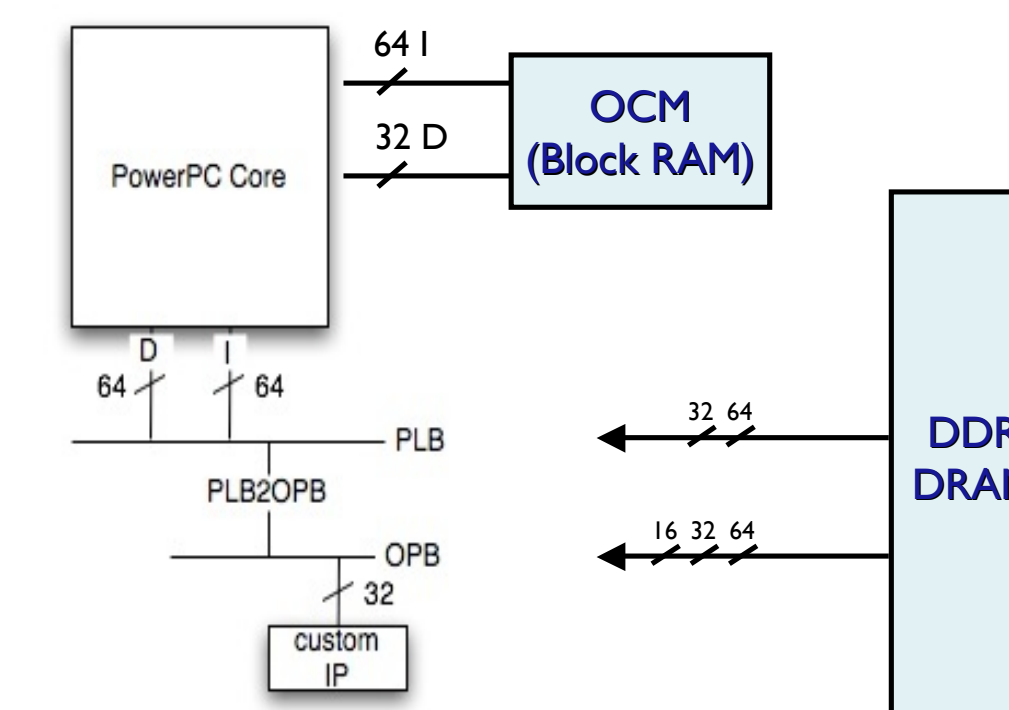 64 I
OCM
(Block RAM)
32 D
PowerPC Core
D
I
64
64
PLB
PLB2OPB
OPB
32
custom
IP
32 64
16 32 64